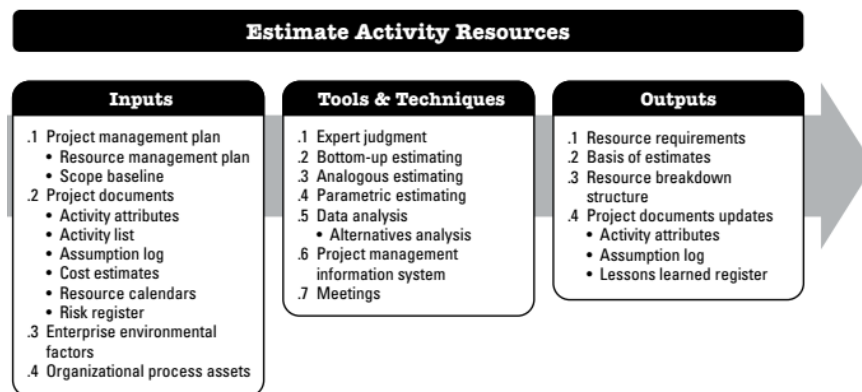 Estimate Activity Resources
Inputs
.1 Project management plan
• Resource management plan
• Scope baseline
.2 Project documents
• Activity attributes
• Activity list
• Assumption log
• Cost estimates
• Resource calendars
• Risk register
.3 Enterprise environmental
factors
.4 Organizational process assets
Tools & Techniques
.1 Expert judgment
.2 Bottom-up estimating
.3 Analogous estimating
.4 Parametric estimating
.5 Data analysis
• Alternatives analysis
.6 Project management
information system
.7 Meetings
Outputs
.1 Resource requirements
.2 Basis of estimates
.3 Resource breakdown
structure
.4 Project documents updates
• Activity attributes
• Assumption log
• Lessons learned register